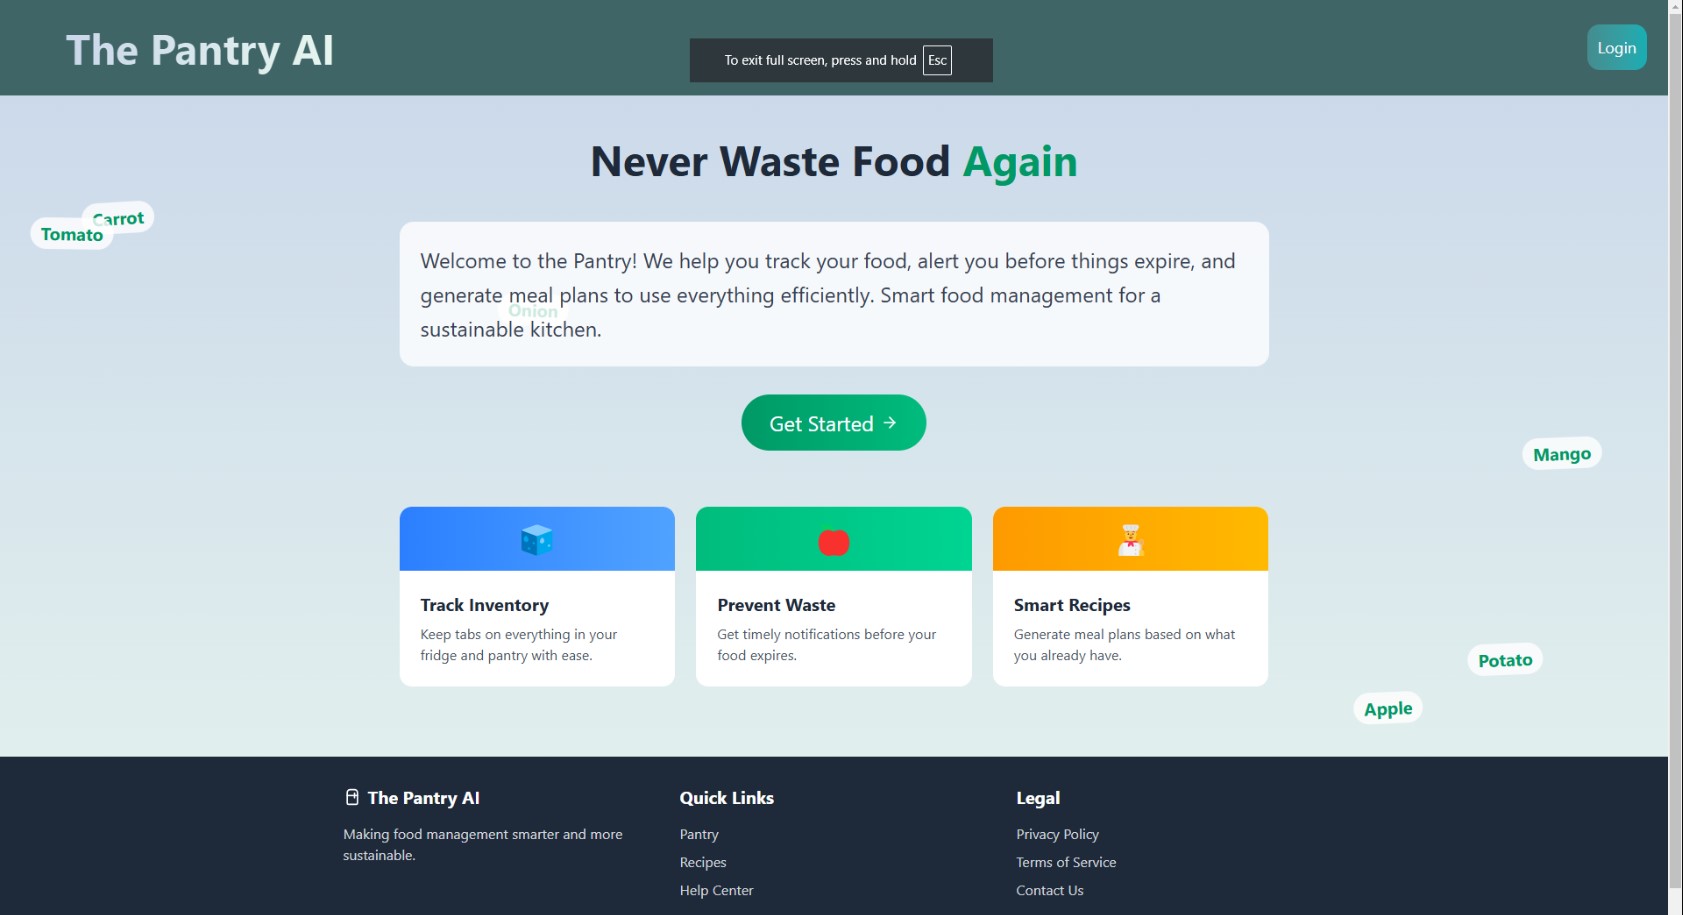 The Pantry AI
To exit full screen, press and hold Esc
Login
Never Waste Food Again
Carrot
Tomato
Welcome to the Pantry! We help you track your food, alert you before things expire, and
generate meal plans to use everything efficiently. Smart food management for a
Onion
sustainable kitchen.
Get Started →
Mango
Track Inventory
Keep tabs on everything in your
fridge and pantry with ease.
Prevent Waste
Get timely notifications before your
food expires.
Smart Recipes
Generate meal plans based on what
you already have.
Potato
Apple
The Pantry AI
Making food management smarter and more
sustainable.
Quick Links
Pantry
Recipes
Help Center
Legal
Privacy Policy
Terms of Service
Contact Us